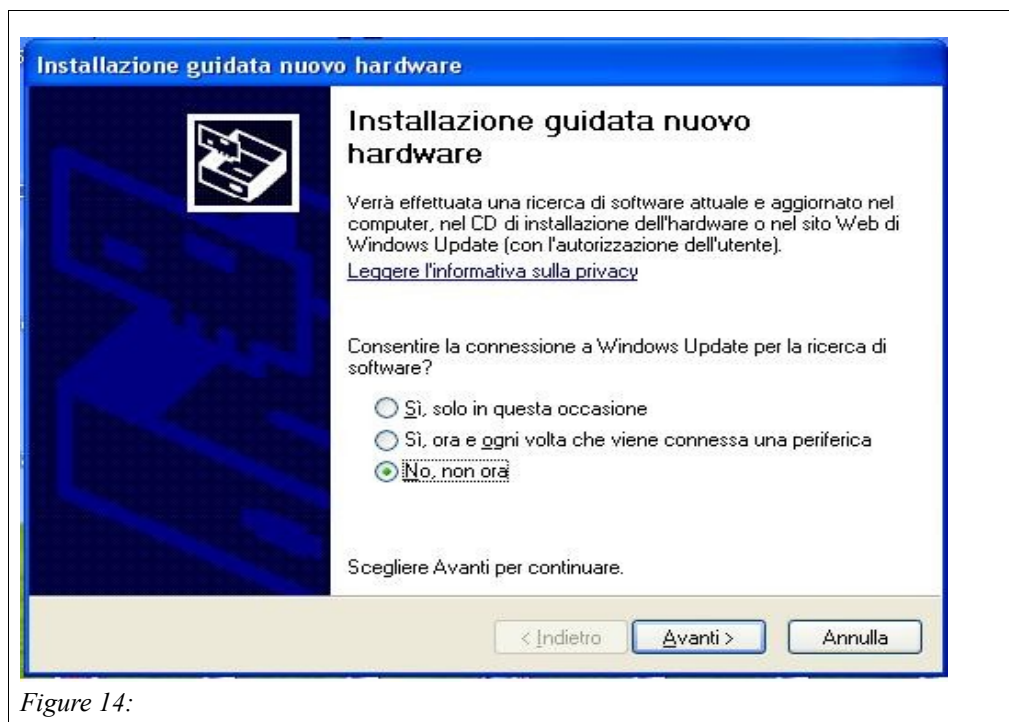 Installazione guidata nuovo hardware
Installazione guidata nuovo
hardware
Verrà effettuata una ricerca di software attuale e aggiornato nel
computer, nel CD di installazione dell'hardware o nel sito Web di
Windows Update (con l'autorizzazione dell'utente).
Leggere l'informativa sulla privacy
Consentire la connessione a Windows Update per la ricerca di
software?
Sì, solo in questa occasione
Sì, ora e ogni volta che viene connessa una periferica
No, non ora
Scegliere Avanti per continuare.
< Indietro Avanti > Annulla
Figure 14: